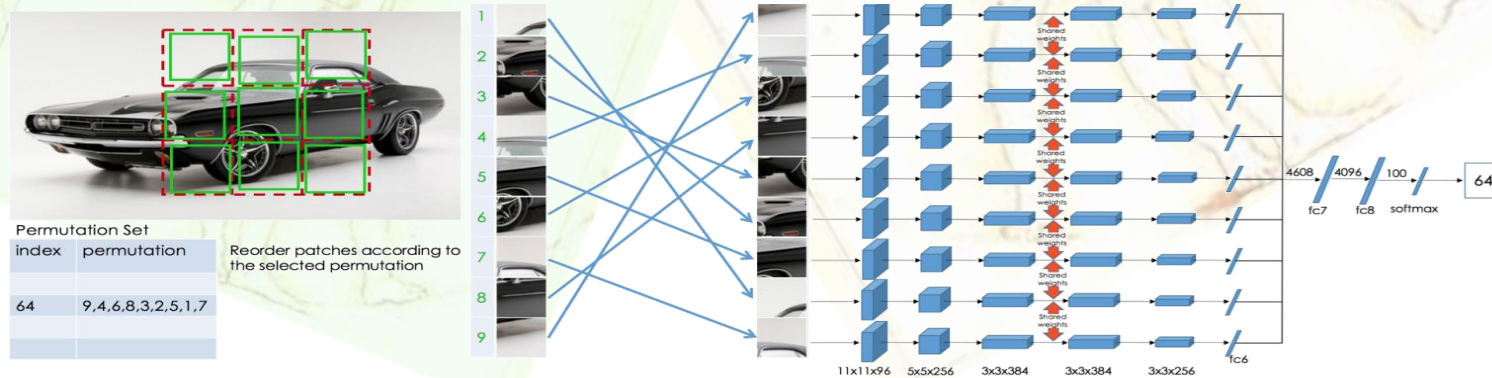 Permutation Set
index permutation
64 9,4,6,8,3,2,5,1,7
Reorder patches according to
the selected permutation
1
2
3
4
5
6
7
8
9
Shared
weights
Shared
weights
Shared
weights
Shared
weights
Shared
weights
Shared
weights
Shared
weights
Shared
weights
11x11x96 5x5x256 3x3x384 3x3x384 3x3x256
fc6
4608 4096 100
fc7 fc8 softmax
64